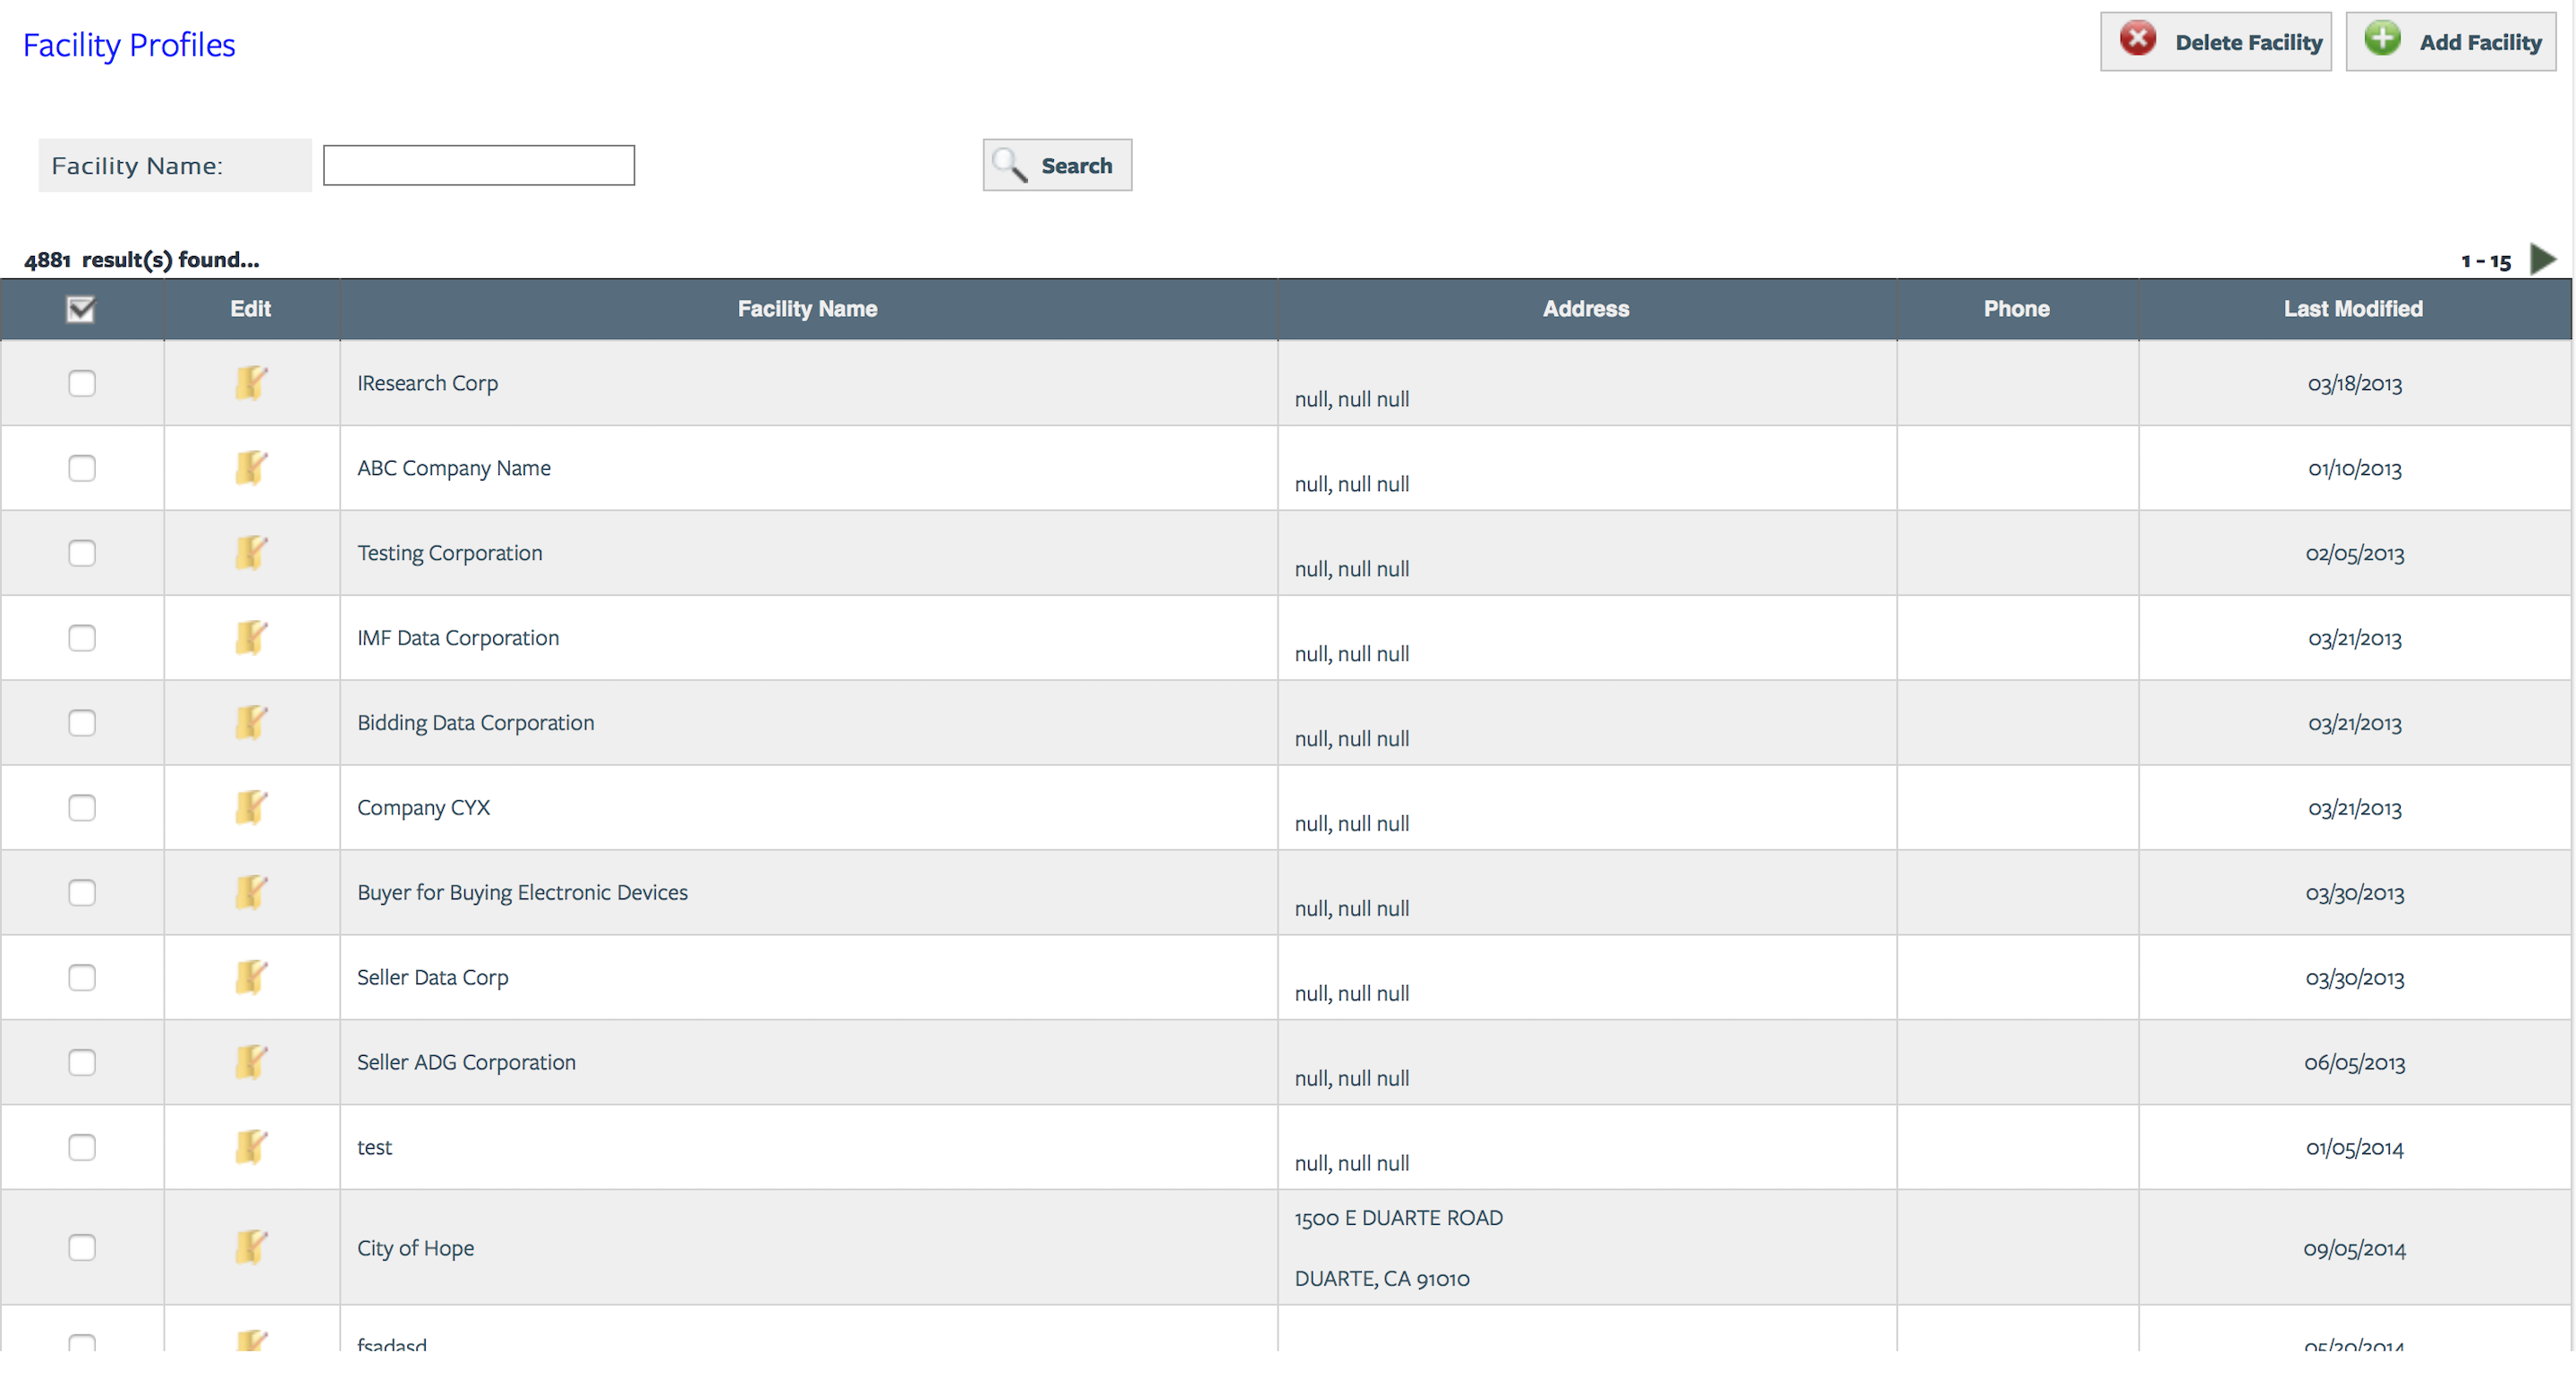 Facility Profiles
Delete Facility
Add Facility
Facility Name:
Search
4881 result(s) found...
1 - 15
Edit Facility Name Address Phone Last Modified
IResearch Corp null, null null 03/18/2013
ABC Company Name null, null null 01/10/2013
Testing Corporation null, null null 02/05/2013
IMF Data Corporation null, null null 03/21/2013
Bidding Data Corporation null, null null 03/21/2013
Company CYX null, null null 03/21/2013
Buyer for Buying Electronic Devices null, null null 03/30/2013
Seller Data Corp null, null null 03/30/2013
Seller ADG Corporation null, null null 06/05/2013
test null, null null 01/05/2014
1500 E DUARTE ROAD
City of Hope 09/05/2014
DUARTE, CA 91010
fsadasd 05/20/2014